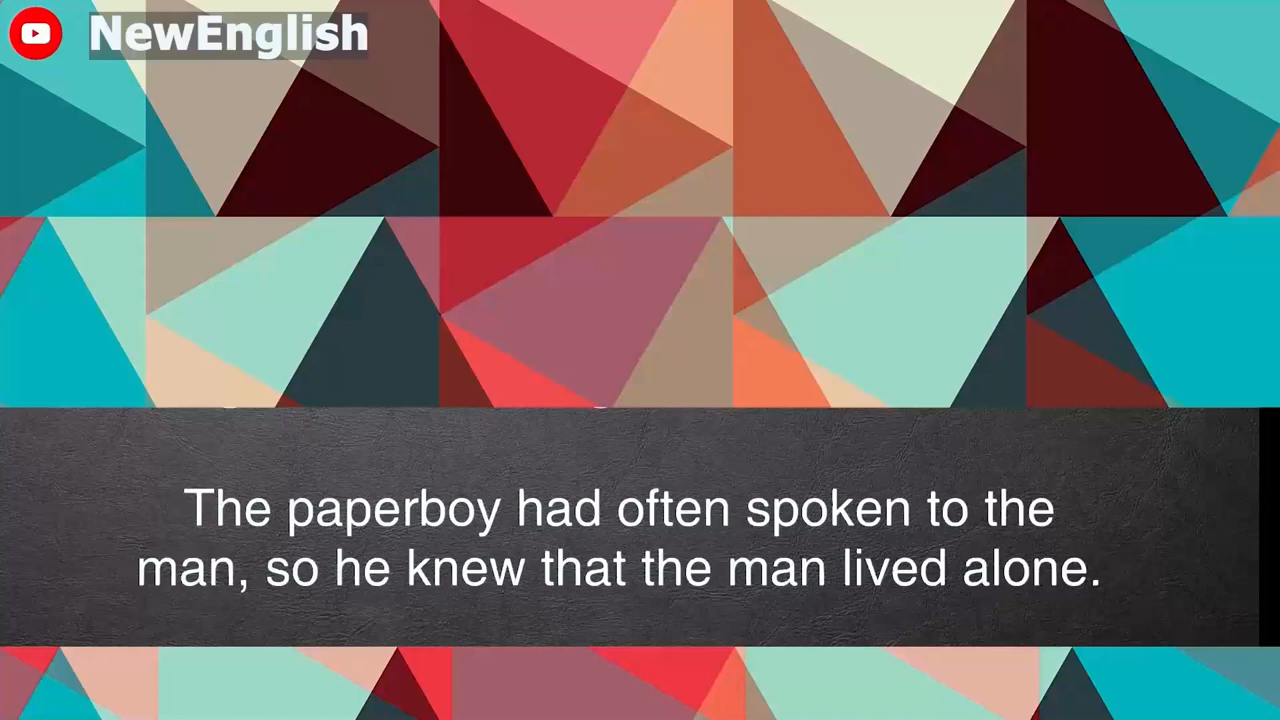 NewEnglish
The paperboy had often spoken to the
man, so he knew that the man lived alone.